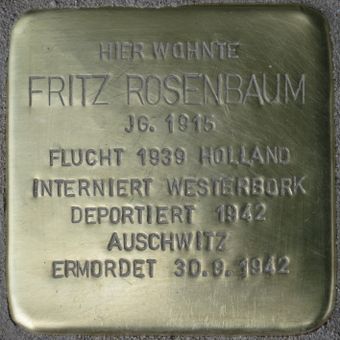 HIER WOHNTE
FRITZ ROSENBAUM
JG. 1915
FLUCHT 1939 HOLLAND
INTERNIERT WESTERBORK
DEPORTIERT 1942
AUSCHWITZ
ERMORDET 30.9.1942